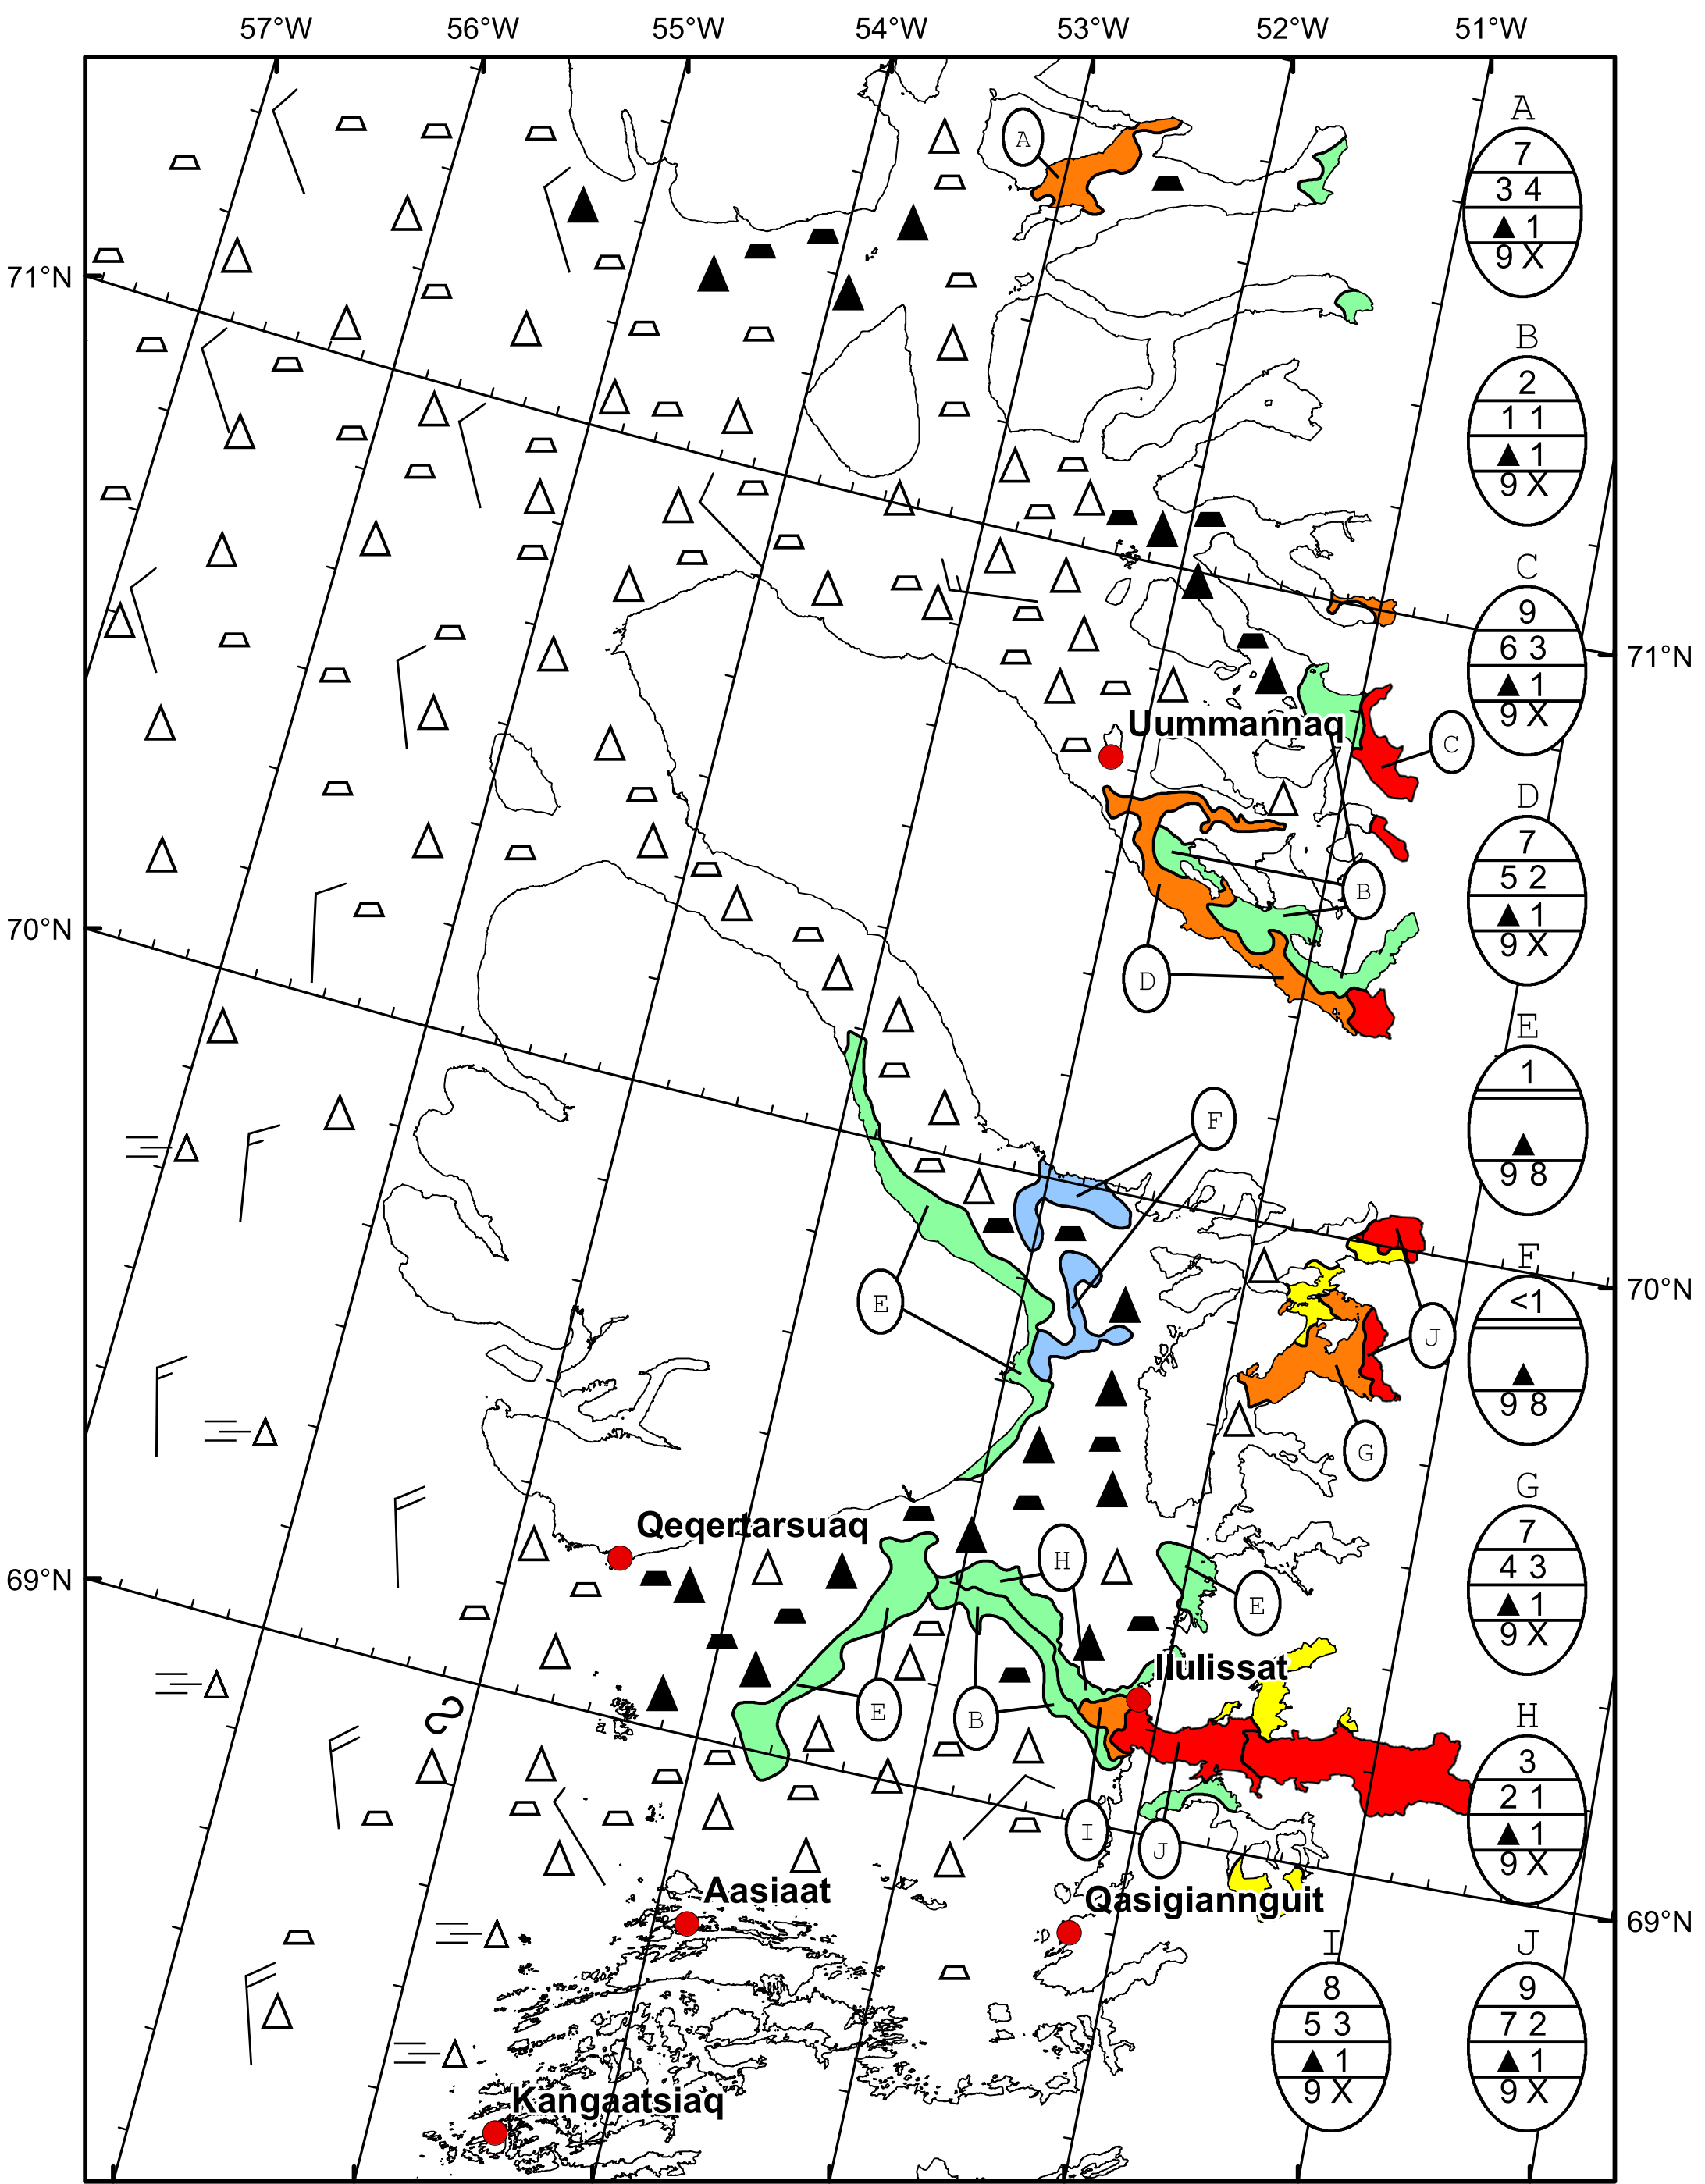 57°W 56°W 55°W 54°W 53°W 52°W 51°W
A
A
7
3 4
▲ 1
9 X
71°N
B
2
1 1
▲ 1
9 X
C
9
6 3
▲ 1
9 X
71°N
Uummannaq
C
D
7
5 2
▲ 1
9 X
B
70°N
D
E
1
▲
9 8
F
F
<1
▲
9 8
70°N
E
J
G
G
7
4 3
▲ 1
9 X
Qeqertarsuaq
H
69°N
E
Ilulissat
E
B
H
3
2 1
▲ 1
9 X
I
J
Aasiaat
Qasigiannguit
69°N
I
8
5 3
▲ 1
9 X
J
9
7 2
▲ 1
9 X
Kangaatsiaq